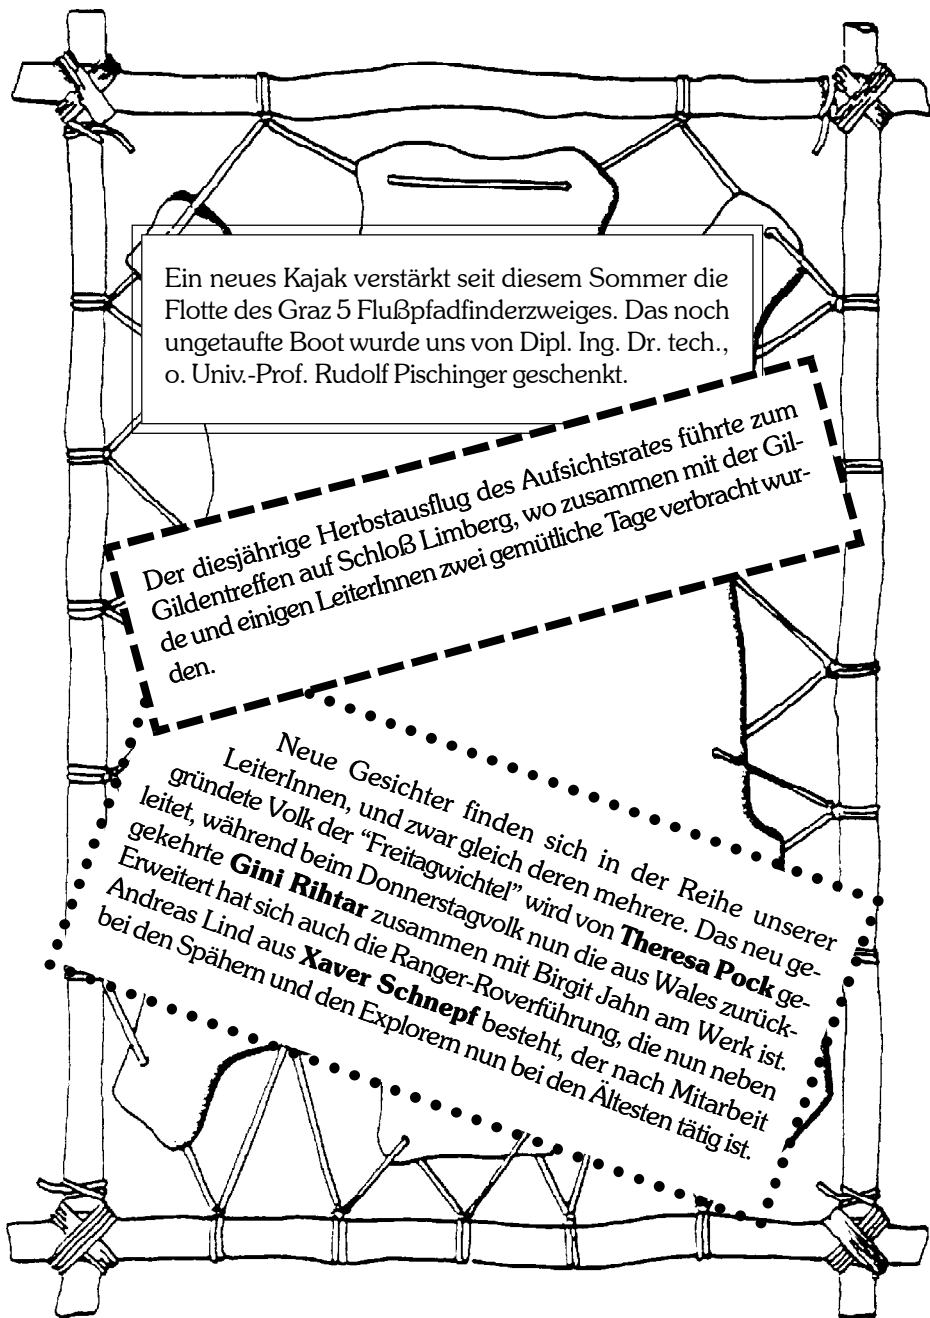 Ein neues Kajak verstärkt seit diesem Sommer die
Flotte des Graz 5 Flußpfadfinderzweiges. Das noch
ungetaufte Boot wurde uns von Dipl. Ing. Dr. tech.,
o. Univ.-Prof. Rudolf Pischinger geschenkt.
Der diesjährige Herbstausflug des Aufsichtsrates führte zum
Gildentreffen auf Schloß Limberg, wo zusammen mit der Gil-
de und einigen LeiterInnen zwei gemütliche Tage verbracht wur-
den.
Neue Gesichter finden sich in der Reihe unserer
LeiterInnen, und zwar gleich deren mehrere. Das neu ge-
gründete Volk der “Freitagwichtel” wird von Theresa Pock ge-
leitet, während beim Donnerstagvolk nun die aus Wales zurück-
gekehrte Gini Rihtar zusammen mit Birgit Jahn am Werk ist.
Erweitert hat sich auch die Ranger-Roverführung, die nun neben
Andreas Lind aus Xaver Schnepf besteht, der nach Mitarbeit
bei den Spähern und den Explorern nun bei den Ältesten tätig ist.